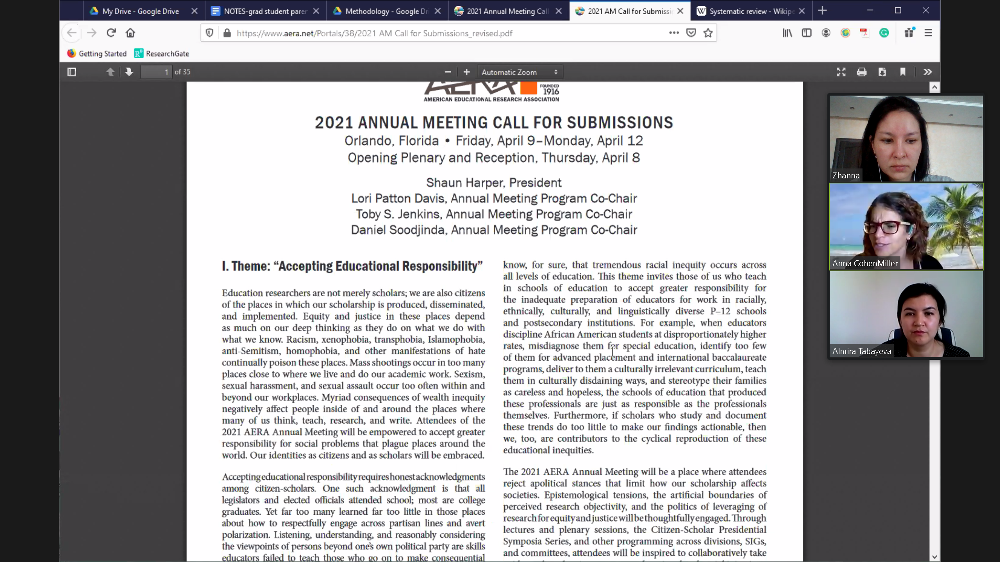 My Drive - Google Drive
NOTES-grad student parer
Methodology - Google Dri
2021 Annual Meeting Call
2021 AM Call for Submissi
Systematic review - Wikipe
https://www.aera.net/Portals/38/2021 AM Call for Submissions_revised.pdf
Getting Started
ResearchGate
1 of 35
Automatic Zoom
AERA
FOUNDED
1916
AMERICAN EDUCATIONAL RESEARCH ASSOCIATION
2021 ANNUAL MEETING CALL FOR SUBMISSIONS
Orlando, Florida • Friday, April 9–Monday, April 12
Opening Plenary and Reception, Thursday, April 8
Shaun Harper, President
Lori Patton Davis, Annual Meeting Program Co-Chair
Toby S. Jenkins, Annual Meeting Program Co-Chair
Daniel Soodjinda, Annual Meeting Program Co-Chair
I. Theme: “Accepting Educational Responsibility”
Education researchers are not merely scholars; we are also citizens
of the places in which our scholarship is produced, disseminated,
and implemented. Equity and justice in these places depend
as much on our deep thinking as they do on what we do with
what we know. Racism, xenophobia, transphobia, Islamophobia,
anti-Semitism, homophobia, and other manifestations of hate
continually poison these places. Mass shootings occur in too many
places close to where we live and do our academic work. Sexism,
sexual harassment, and sexual assault occur too often within and
beyond our workplaces. Myriad consequences of wealth inequity
negatively affect people inside of and around the places where
many of us think, teach, research, and write. Attendees of the
2021 AERA Annual Meeting will be empowered to accept greater
responsibility for social problems that plague places around the
world. Our identities as citizens and as scholars will be embraced.
Accepting educational responsibility requires honest acknowledgments
among citizen-scholars. One such acknowledgment is that all
legislators and elected officials attended school; most are college
graduates. Yet far too many learned far too little in those places
about how to respectfully engage across partisan lines and avert
polarization. Listening, understanding, and reasonably considering
the viewpoints of persons beyond one's own political party are skills
educators failed to teach those who go on to make consequential
know, for sure, that tremendous racial inequity occurs across
all levels of education. This theme invites those of us who teach
in schools of education to accept greater responsibility for
the inadequate preparation of educators for work in racially,
ethnically, culturally, and linguistically diverse P–12 schools
and postsecondary institutions. For example, when educators
discipline African American students at disproportionately higher
rates, misdiagnose them for special education, identify too few
of them for advanced placement and international baccalaureate
programs, deliver to them a culturally irrelevant curriculum, teach
them in culturally disdaining ways, and stereotype their families
as careless and hopeless, the schools of education that produced
these professionals are just as responsible as the professionals
themselves. Furthermore, if scholars who study and document
these trends do too little to make our findings actionable, then
we, too, are contributors to the cyclical reproduction of these
educational inequities.
The 2021 AERA Annual Meeting will be a place where attendees
reject apolitical stances that limit how our scholarship affects
societies. Epistemological tensions, the artificial boundaries of
perceived research objectivity, and the politics of leveraging of
research for equity and justice will be thoughtfully engaged. Through
lectures and plenary sessions, the Citizen-Scholar Presidential
Symposia Series, and other programming across divisions, SIGs,
and committees, attendees will be inspired to collaboratively take
Zhanna
Anna CohenMiller
Almira Tabayeva